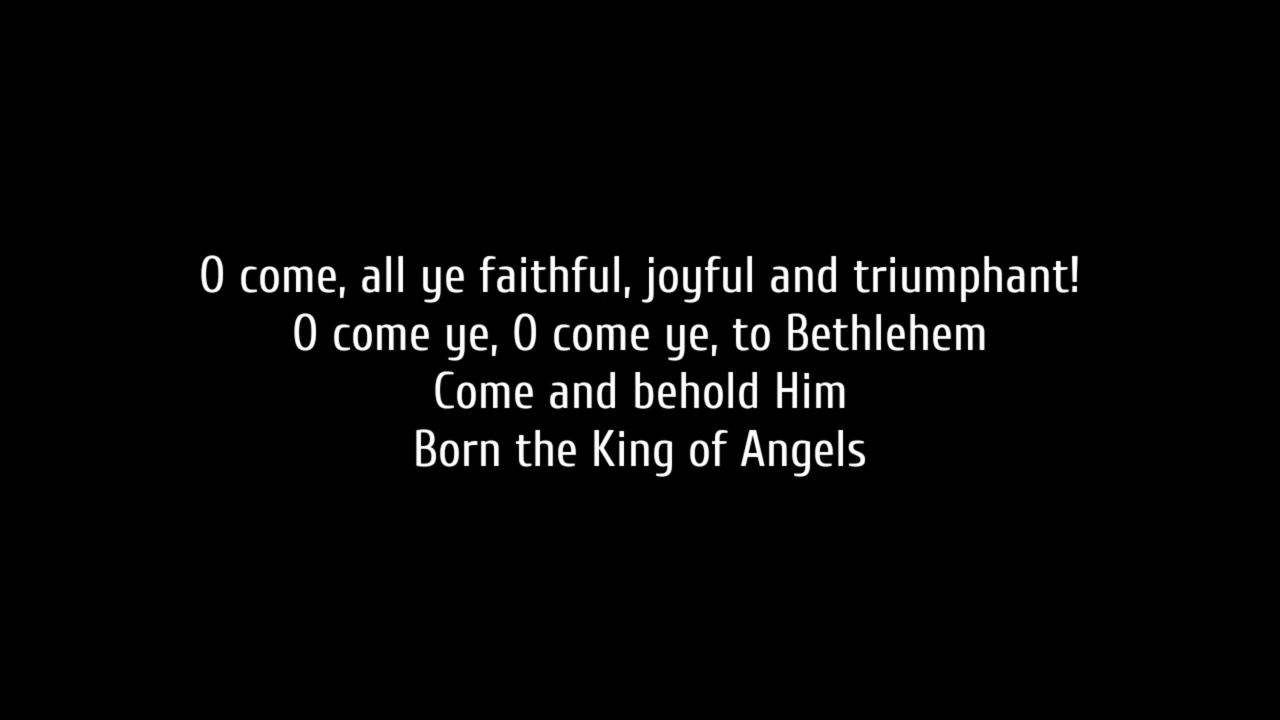 O come, all ye faithful, joyful and triumphant!
O come ye, O come ye, to Bethlehem
Come and behold Him
Born the King of Angels